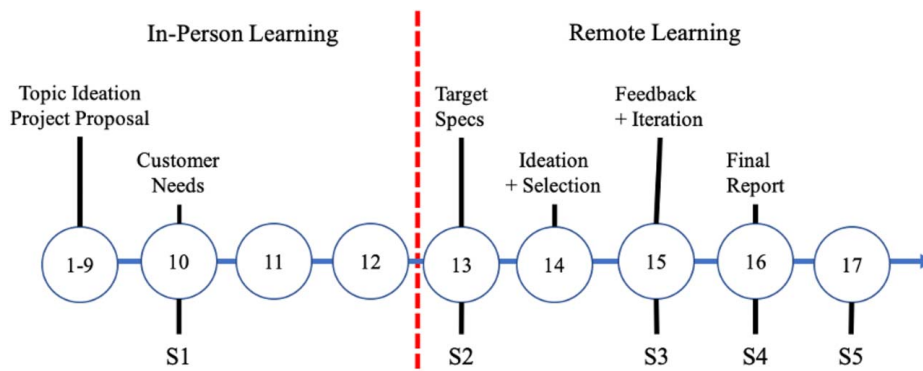 In-Person Learning
Remote Learning
Topic Ideation
Project Proposal
Customer
Needs
Target
Specs
Ideation
+ Selection
Feedback
+ Iteration
Final
Report
1-9
10
11
12
13
14
15
16
17
S1
S2
S3
S4
S5